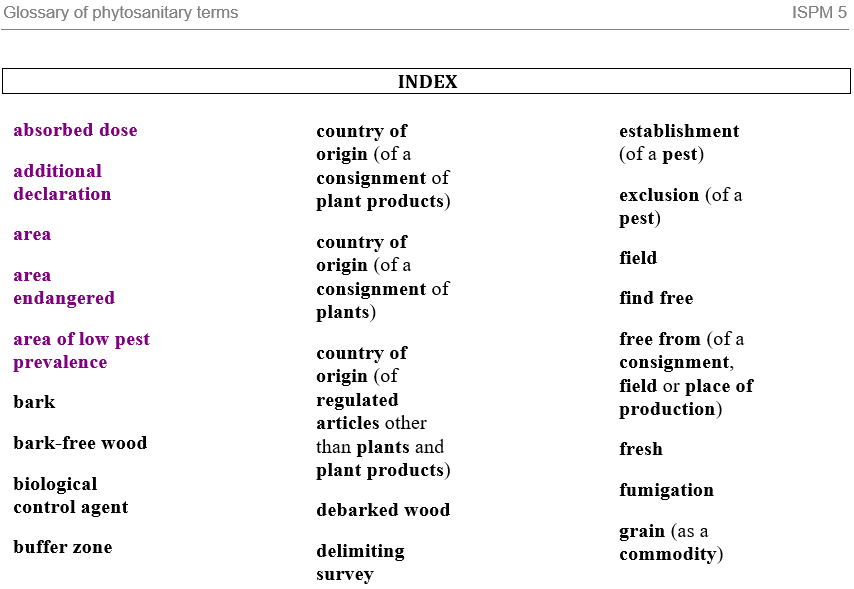 Glossary of phytosanitary terms
ISPM 5
INDEX
absorbed dose
additional
declaration
area
area
endangered
area of low pest
prevalence
bark
bark-free wood
biological
control agent
buffer zone
country of
origin (of a
consignment of
plant products)
country of
origin (of a
consignment of
plants)
country of
origin (of
regulated
articles other
than plants and
plant products)
debarked wood
delimiting
survey
establishment
(of a pest)
exclusion (of a
pest)
field
find free
free from (of a
consignment,
field or place of
production)
fresh
fumigation
grain (as a
commodity)